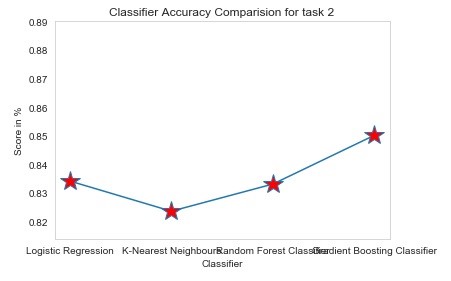 Classifier Accuracy Comparision for task 2
0.89
0.88
0.87
0.86
0.85
0.84
0.83
0.82
Score in %
Logistic Regression K-Nearest Neighbours Random Forest Classifier Gradient Boosting Classifier
Classifier